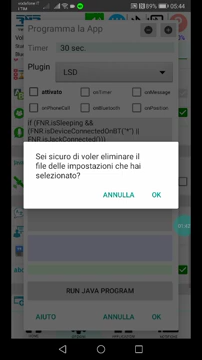 vodafone IT
89%
05:44
Programma la App
Timer
30 sec.
Plugin
LSD
attivato
onTimer
onMessage
onPhoneCall
onBluetooth
onPosition
If (FNR.isSleeping &&
(FNR.isDeviceConnectedOnBT("*") ||
FNR.isJackConnected()))
Sei sicuro di voler eliminare il
file delle impostazioni che hai
selezionato?
ANNULLA
OK
RUN JAVA PROGRAM
AIUTO
ANNULLA
OK